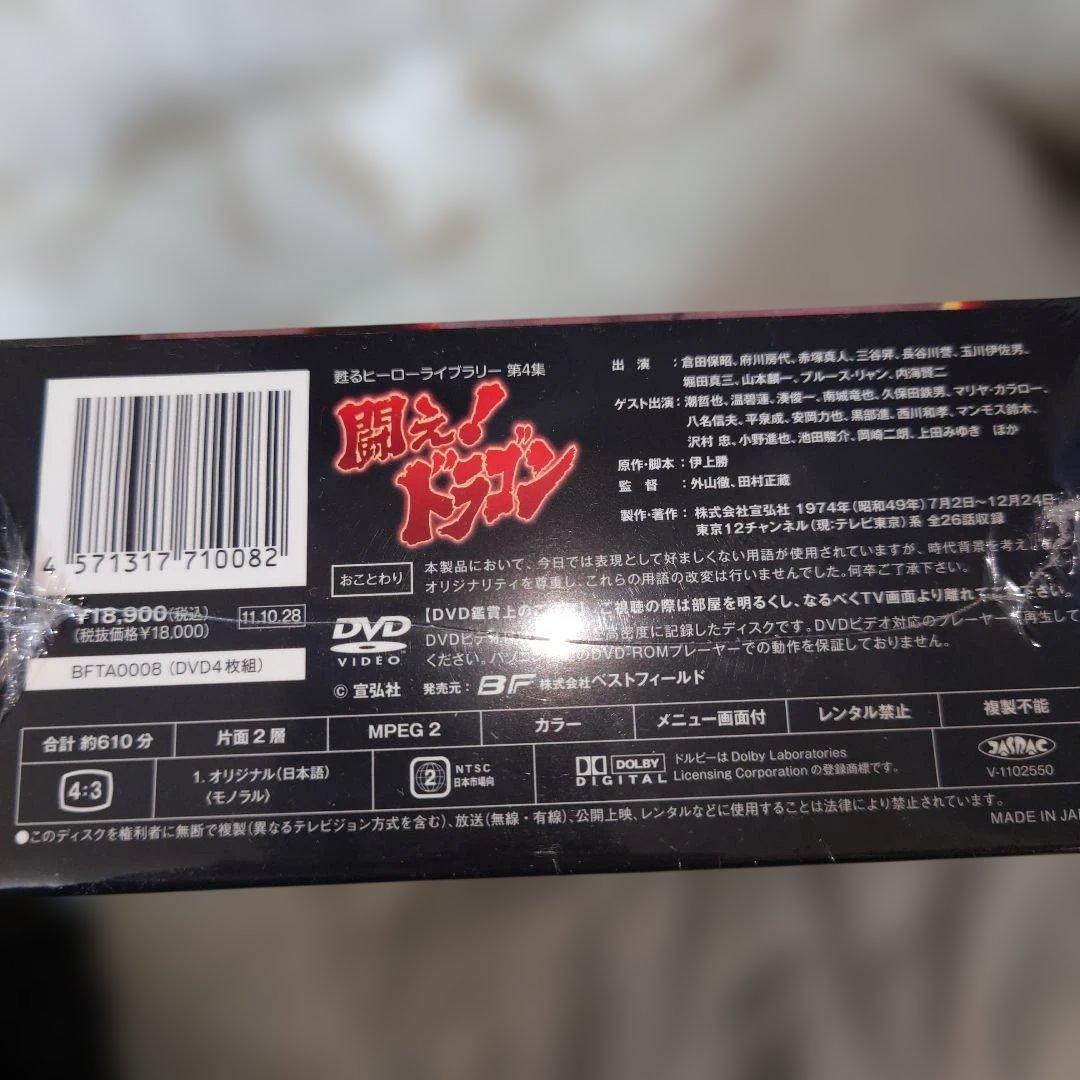 4 571317 710082
¥18,900(税込)
(税抜価格¥18,000)
11.10.28
BFTA0008(DVD4枚組)
甦るヒーローライブラリー 第4集
闘え!
ドラゴン
出 演:倉田保昭、府川房代、赤塚真人、三谷昇、長谷川誉、玉川伊佐男、
堀田真三、山本麟一、ブルース・リャン、内海賢二
ゲスト出演:潮哲也、温碧蓮、湊俊一、南城竜也、久保田鉄男、マリヤ・カラロー、
八名信夫、平泉成、安岡力也、黒部進、西川和孝、マンモス鈴木、
沢村 忠、小野進也、池田駿介、岡崎二朗、上田みゆき ほか
原作・脚本:伊上勝
監 督:外山徹、田村正蔵
製作・著作:株式会社宣弘社 1974年(昭和49年)7月2日~12月24日
東京12チャンネル(現:テレビ東京)系 全26話収録
おことわり
本製品において、今日では表現として好ましくない用語が使用されていますが、時代背景を考え
オリジナリティを尊重し、これらの用語の改変は行いませんでした。何卒ご了承下さい。
DVD
VIDEO
【DVD鑑賞上のご 】 ご視聴の際は部屋を明るくし、なるべくTV画面より離れてご ださい。
DVDビデオは 高密度に記録したディスクです。DVDビデオ対応のプレーヤー 再生して
ください。パソ のDVD-ROMプレーヤーでの動作を保証しておりません。
© 宣弘社 発売元:BF 株式会社ベストフィールド
合計 約610分 片面2層 MPEG 2 カラー メニュー画面付 レンタル禁止 複製不能
4:3
1.オリジナル(日本語)
〈モノラル〉
2
NTSC
日本市場向
DOLBY
DIGITAL
ドルビーはDolby Laboratories
Licensing Corporationの登録商標です。
JASRAC
V-1102550
●このディスクを権利者に無断で複製(異なるテレビジョン方式を含む)、放送(無線・有線)、公開上映、レンタルなどに使用することは法律により禁止されています。
MADE IN JA